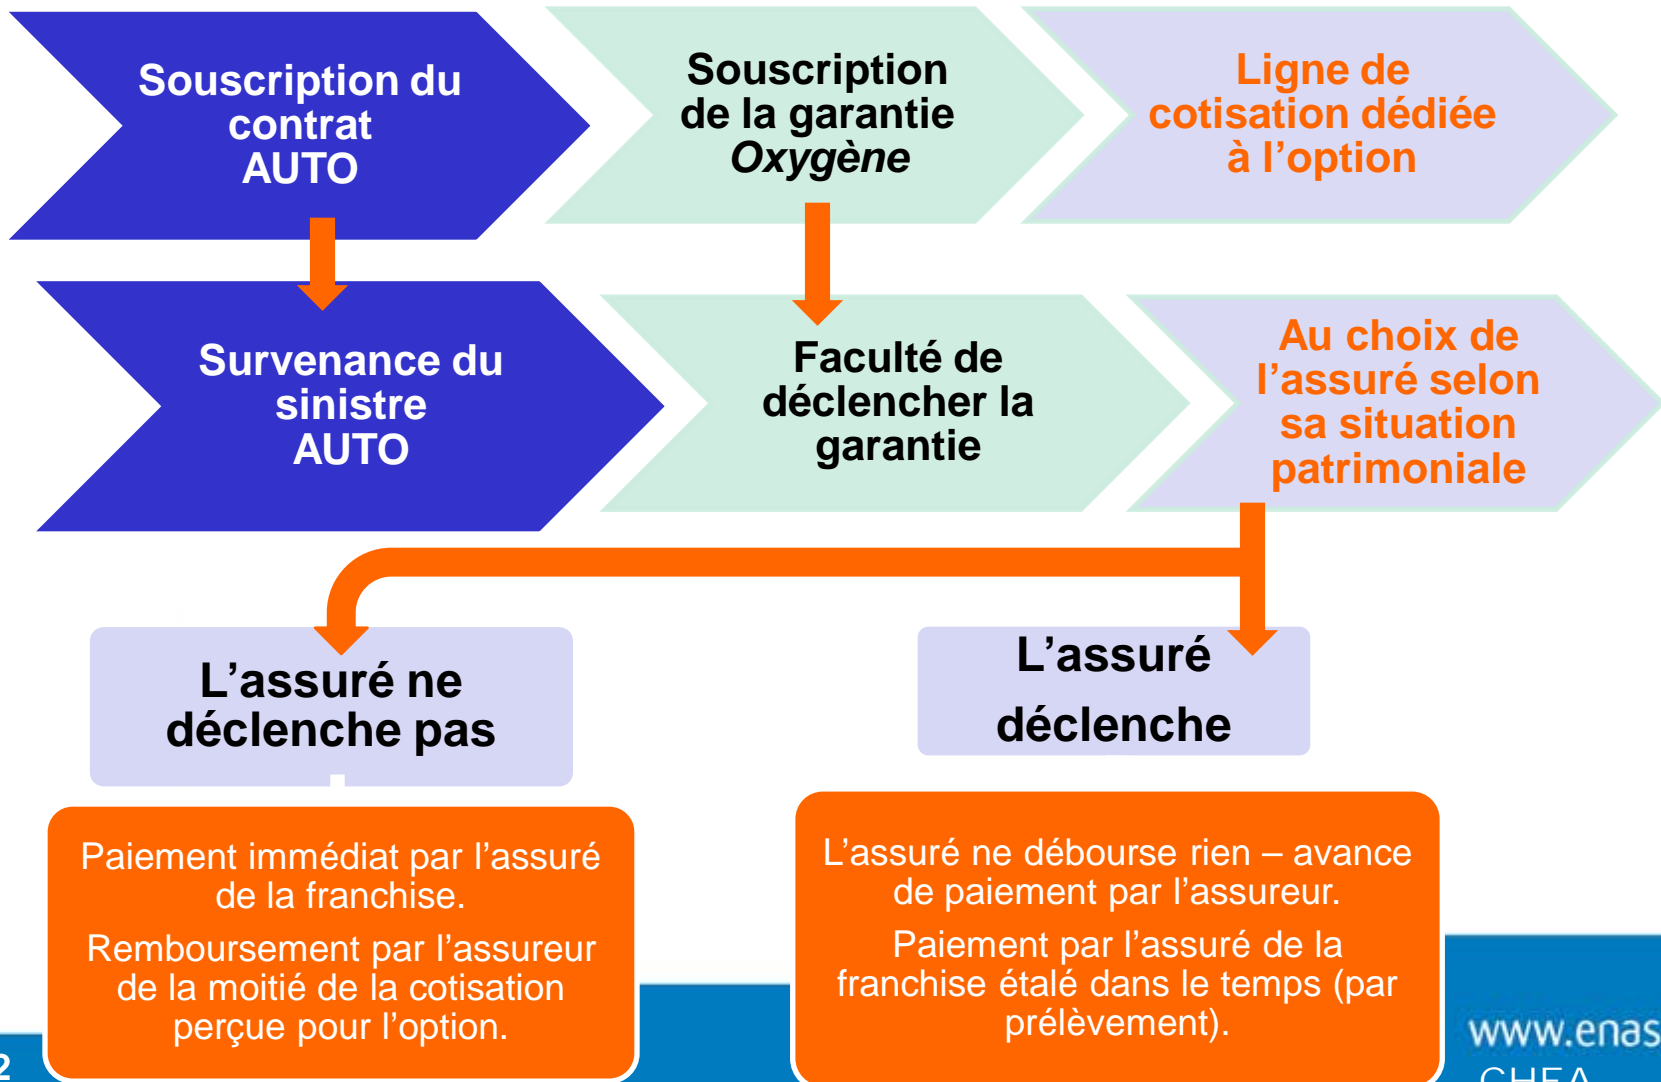 Souscription du
contrat
AUTO
Souscription
de la garantie
Oxygène
Ligne de
cotisation dédiée
à l’option
Survenance du
sinistre
AUTO
Faculté de
déclencher la
garantie
Au choix de
l’assuré selon
sa situation
patrimoniale
L’assuré ne
déclenche pas
L’assuré
déclenche
Paiement immédiat par l’assuré
de la franchise.
Remboursement par l’assureur
de la moitié de la cotisation
perçue pour l’option.
L’assuré ne débourse rien – avance
de paiement par l’assureur.
Paiement par l’assuré de la
franchise étalé dans le temps (par
prélèvement).
2
www.enas
CHEA